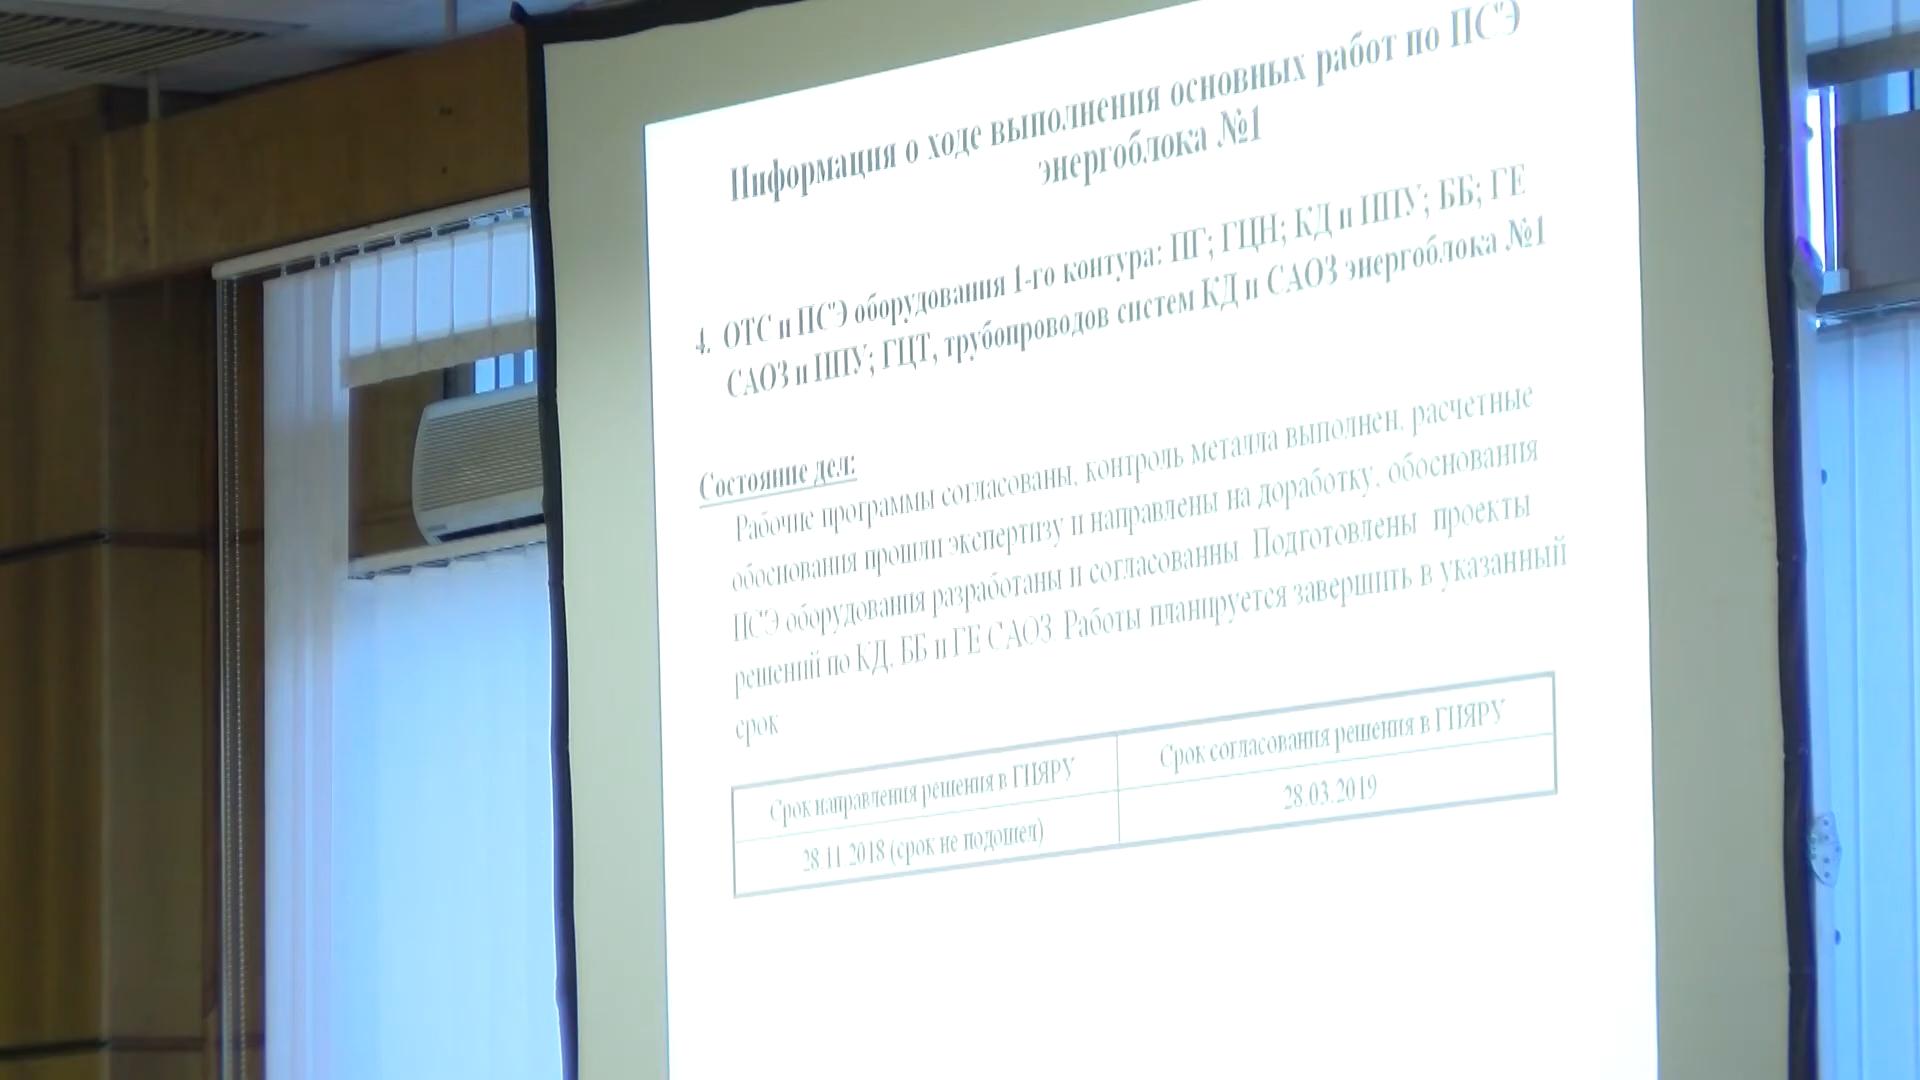 Информация о ходе выполнения основных работ по ПСЭ
энергоблока №1
4. ОТС и ПСЭ оборудования 1-го контура: ПГ; ГЦН; КД и ИПУ; ББ; ГЕ
САОЗ и ИПУ; ГЦТ, трубопроводов систем КД и САОЗ энергоблока №1
Состояние дел:
Рабочие программы согласованы, контроль металла выполнен, расчетные
обоснования прошли экспертизу и направлены на доработку, обоснования
ПСЭ оборудования разработаны и согласованны Подготовлены проекты
решений по КД, ББ и ГЕ САОЗ Работы планируется завершить в указанный
срок
Срок направления решения в ГИЯРУ Срок согласования решения в ГИЯРУ
28.11.2018 (срок не подошел) 28.03.2019